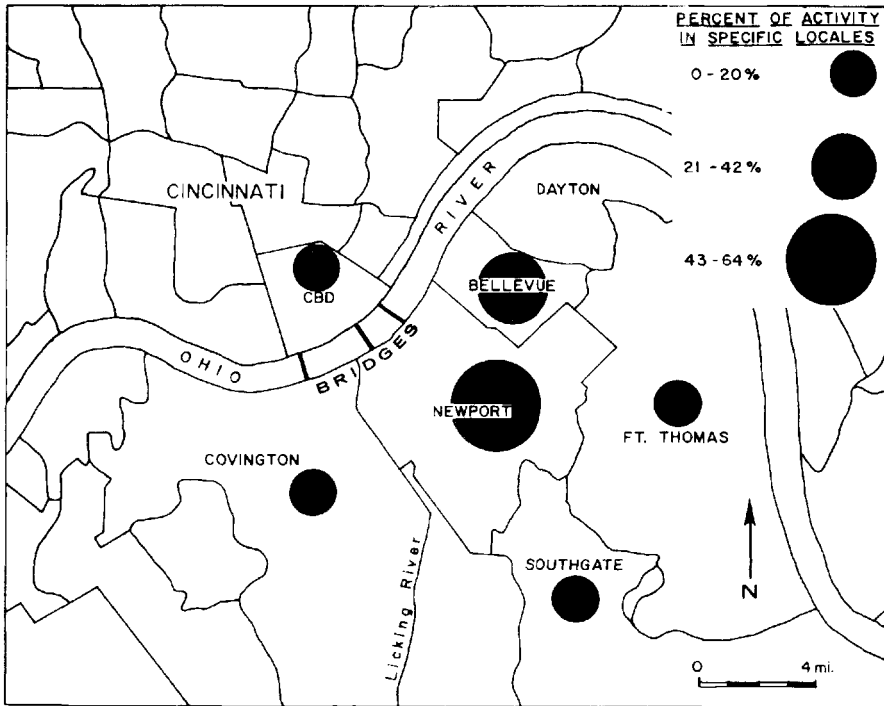 PERCENT OF ACTIVITY
IN SPECIFIC LOCALES
0-20%
21-42%
43-64%
CINCINNATI
DAYTON
RIVER
BELLEVUE
CBD
OHIO
BRIDGES
NEWPORT
FT. THOMAS
COVINGTON
SOUTHGATE
Licking River
N
0 4 mi.